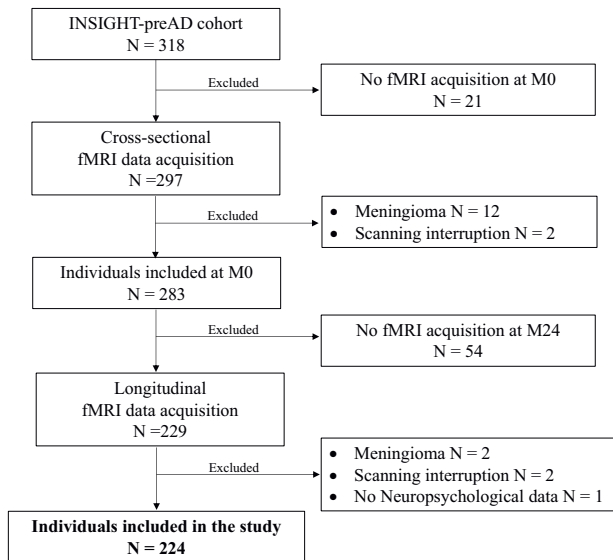 INSIGHT-preAD cohort
N = 318
Excluded
No fMRI acquisition at M0
N = 21
Cross-sectional
fMRI data acquisition
N =297
Excluded
• Meningioma N = 12
• Scanning interruption N = 2
Individuals included at M0
N = 283
Excluded
No fMRI acquisition at M24
N = 54
Longitudinal
fMRI data acquisition
N =229
Excluded
• Meningioma N = 2
• Scanning interruption N = 2
• No Neuropsychological data N = 1
Individuals included in the study
N = 224